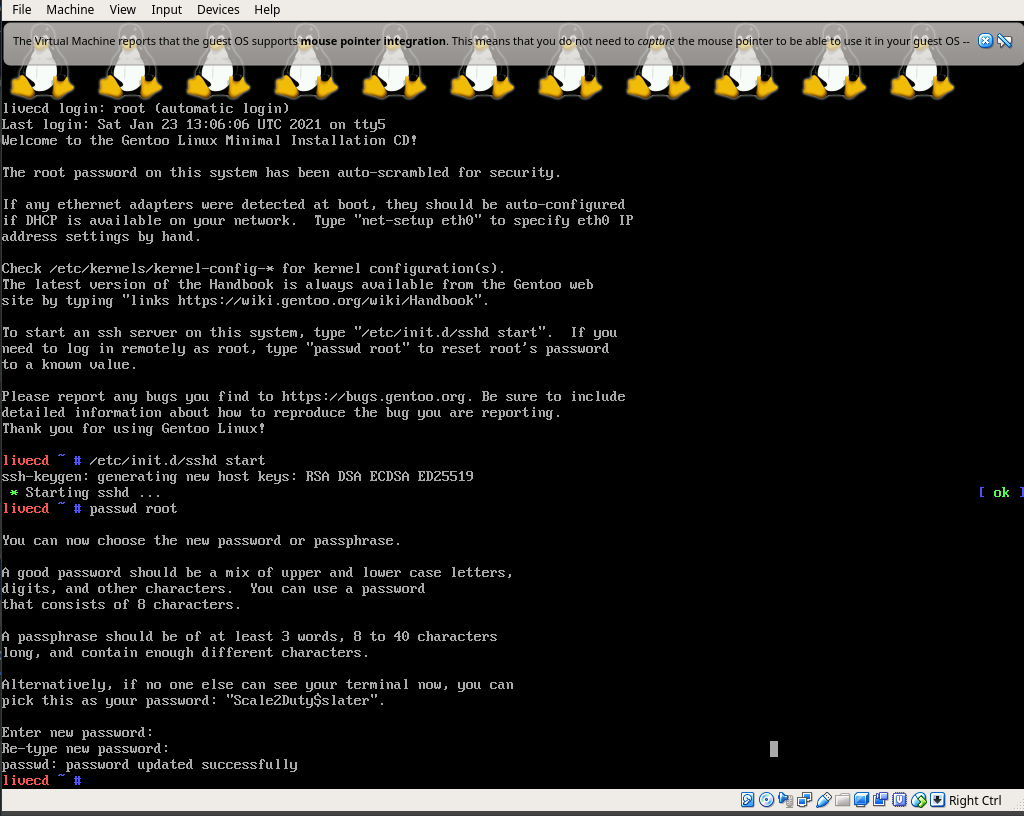 File Machine View Input Devices Help
The Virtual Machine reports that the guest OS supports mouse pointer integration. This means that you do not need to capture the mouse pointer to be able to use it in your guest OS --
livecd login: root (automatic login)
Last login: Sat Jan 23 13:06:06 UTC 2021 on tty5
Welcome to the Gentoo Linux Minimal Installation CD!
The root password on this system has been auto-scrambled for security.
If any ethernet adapters were detected at boot, they should be auto-configured
if DHCP is available on your network.  Type "net-setup eth0" to specify eth0 IP
address settings by hand.
Check /etc/kernels/kernel-config-* for kernel configuration(s).
The latest version of the Handbook is always available from the Gentoo web
site by typing "links https://wiki.gentoo.org/wiki/Handbook".
To start an ssh server on this system, type "/etc/init.d/sshd start".  If you
need to log in remotely as root, type "passwd root" to reset root's password
to a known value.
Please report any bugs you find to https://bugs.gentoo.org. Be sure to include
detailed information about how to reproduce the bug you are reporting.
Thank you for using Gentoo Linux!
livecd ~ # /etc/init.d/sshd start
ssh-keygen: generating new host keys: RSA DSA ECDSA ED25519
 * Starting sshd ... [ ok ]
livecd ~ # passwd root
You can now choose the new password or passphrase.
A good password should be a mix of upper and lower case letters,
digits, and other characters.  You can use a password
that consists of 8 characters.
A passphrase should be of at least 3 words, 8 to 40 characters
long, and contain enough different characters.
Alternatively, if no one else can see your terminal now, you can
pick this as your password: "Scale2Duty$slater".
Enter new password:
Re-type new password:
passwd: password updated successfully
livecd ~ #
Right Ctrl